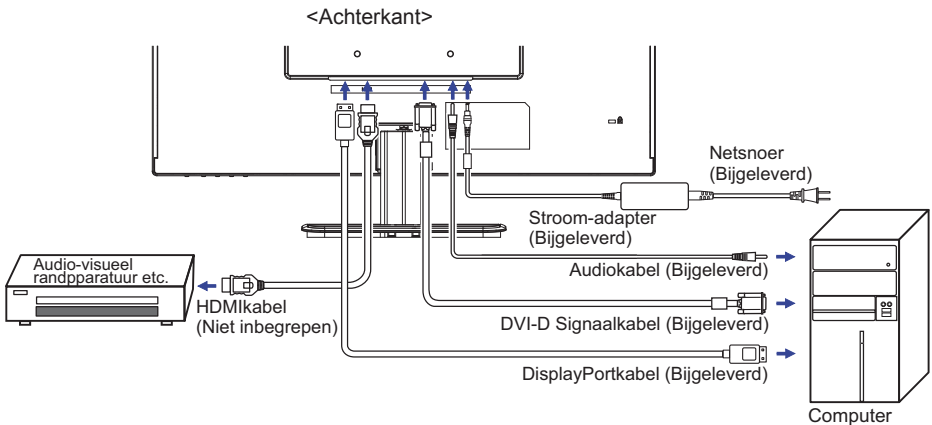 <Achterkant>
Netsnoer
(Bijgeleverd)
Stroom-adapter
(Bijgeleverd)
Audio-visueel
randpparatuur etc.
Audiokabel (Bijgeleverd)
HDMIkabel
(Niet inbegrepen)
DVI-D Signaalkabel (Bijgeleverd)
DisplayPortkabel (Bijgeleverd)
Computer